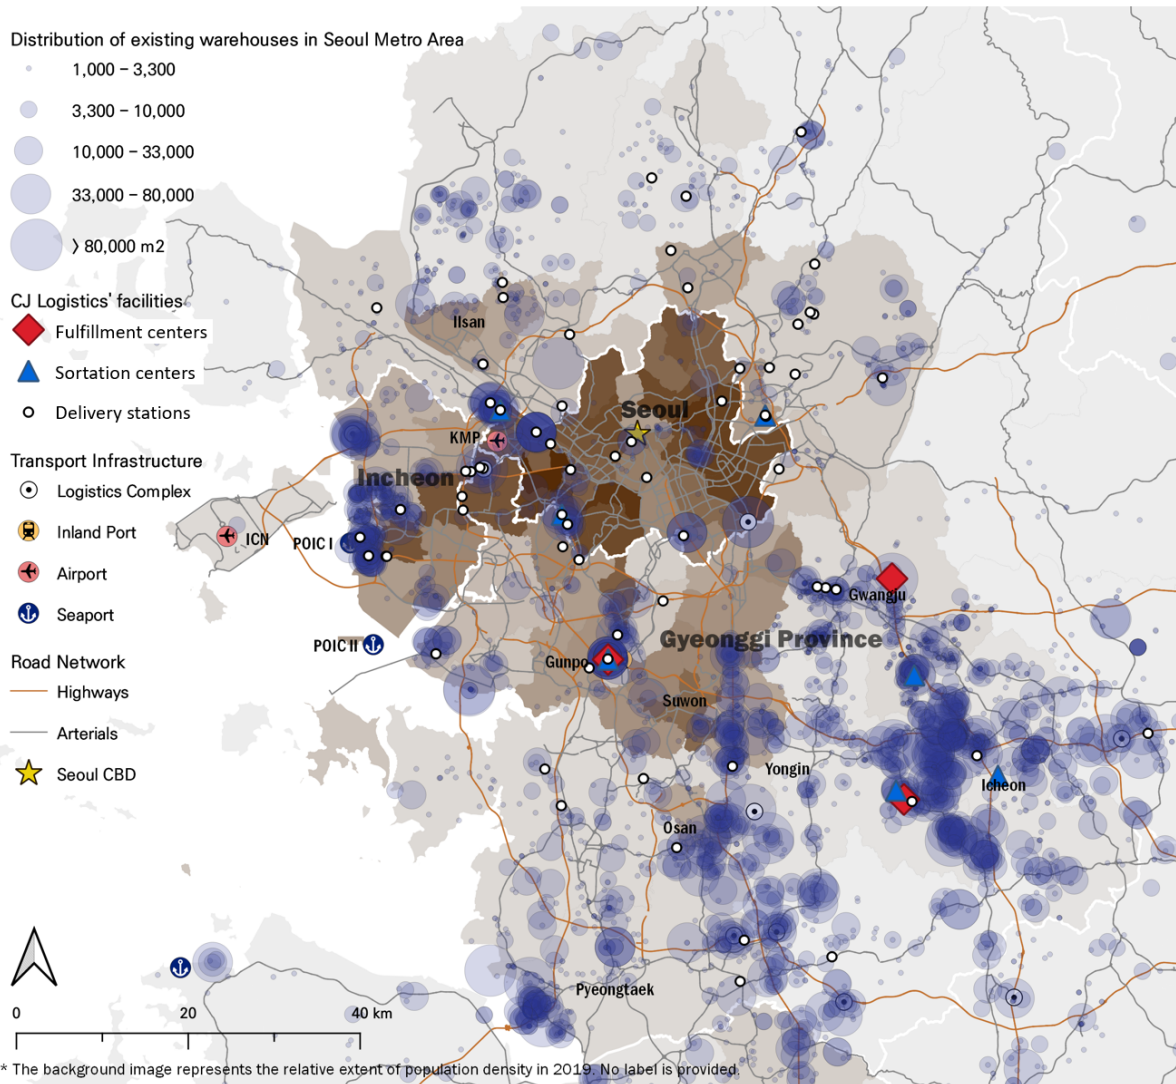 Distribution of existing warehouses in Seoul Metro Area
1,000 – 3,300
3,300 – 10,000
10,000 – 33,000
33,000 – 80,000
> 80,000 m2
CJ Logistics' facilities
Fulfillment centers
Sortation centers
Delivery stations
Transport Infrastructure
Logistics Complex
Inland Port
Airport
Seaport
Road Network
Highways
Arterials
Seoul CBD
Ilsan
Seoul
KMP
Incheon
ICN
POIC I
Gwangju
POIC II
Gyeonggi Province
Gunpo
Suwon
Yongin
Icheon
Osan
Pyeongtaek
0 20 40 km
* The background image represents the relative extent of population density in 2019. No label is provided.